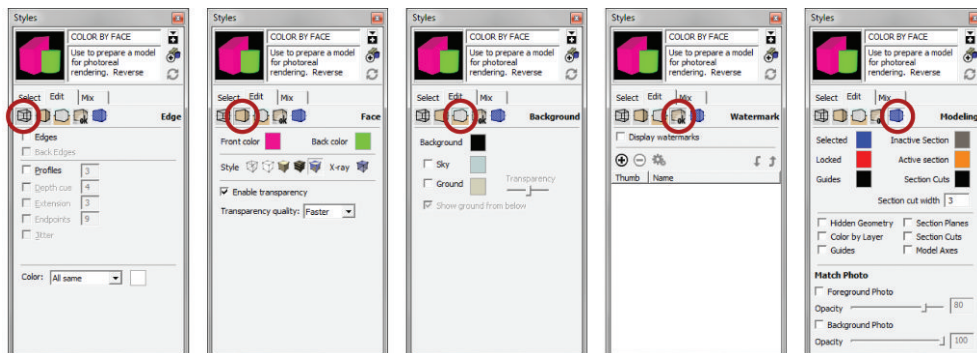 Styles
COLOR BY FACE
Use to prepare a model
for photoreal
rendering. Reverse
Select Edit Mix
Edge
Edges
Back Edges
Profiles 3
Depth cue 4
Extension 3
Endpoints 9
Jitter
Color: All same
Styles
COLOR BY FACE
Use to prepare a model
for photoreal
rendering. Reverse
Select Edit Mix
Face
Front color Back color
Style X-ray
Enable transparency
Transparency quality: Faster
Styles
COLOR BY FACE
Use to prepare a model
for photoreal
rendering. Reverse
Select Edit Mix
Background
Background
Sky
Ground Transparency
Show ground from below
Styles
COLOR BY FACE
Use to prepare a model
for photoreal
rendering. Reverse
Select Edit Mix
Watermark
Display watermarks
Thumb Name
Styles
COLOR BY FACE
Use to prepare a model
for photoreal
rendering. Reverse
Select Edit Mix
Modeling
Selected Inactive Section
Locked Active section
Guides Section Cuts
Section cut width 3
Hidden Geometry Section Planes
Color by Layer Section Cuts
Guides Model Axes
Match Photo
Foreground Photo
Opacity 80
Background Photo
Opacity 100